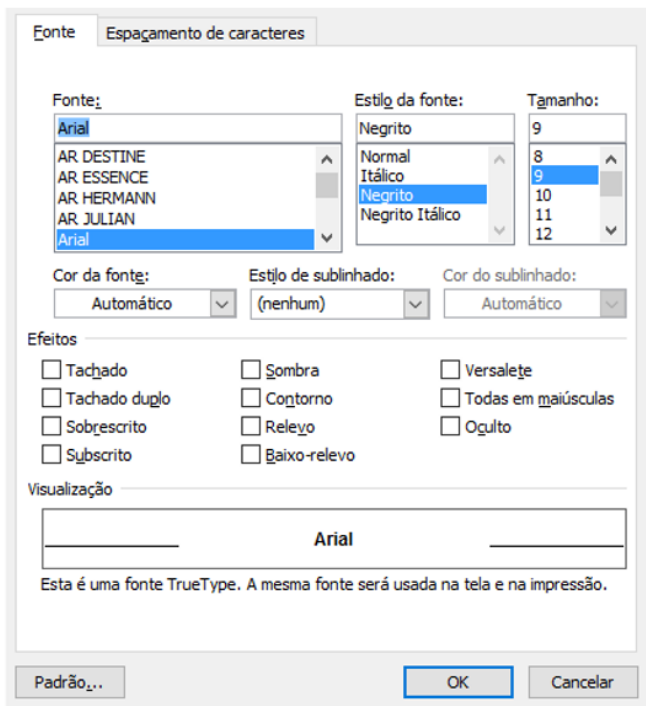 Fonte Espaçamento de caracteres
Fonte: Estilo da fonte: Tamanho:
Arial Negrito 9
AR DESTINE Normal 8
AR ESSENCE Itálico 9
AR HERMANN Negrito 10
AR JULIAN Negrito Itálico 11
Arial 12
Cor da fonte: Estilo de sublinhado: Cor do sublinhado:
Automático (nenhum) Automático
Efeitos
Tachado Sombra Versalete
Tachado duplo Contorno Todas em maiúsculas
Sobrescrito Relevo Oculto
Subscrito Baixo-relevo
Visualização
Arial
Esta é uma fonte TrueType. A mesma fonte será usada na tela e na impressão.
Padrão... OK Cancelar